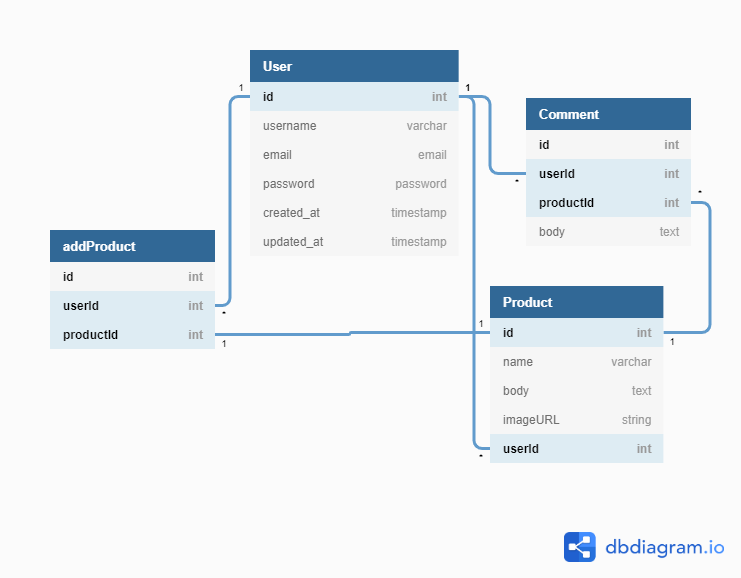 User
id int
username varchar
email email
password password
created_at timestamp
updated_at timestamp
1
1
*
*
Comment
id int
userId int
productId int
body text
addProduct
id int
userId int
productId int
*
1
Product
id int
name varchar
body text
imageURL string
userId int
1
1
*
dbdiagram.io